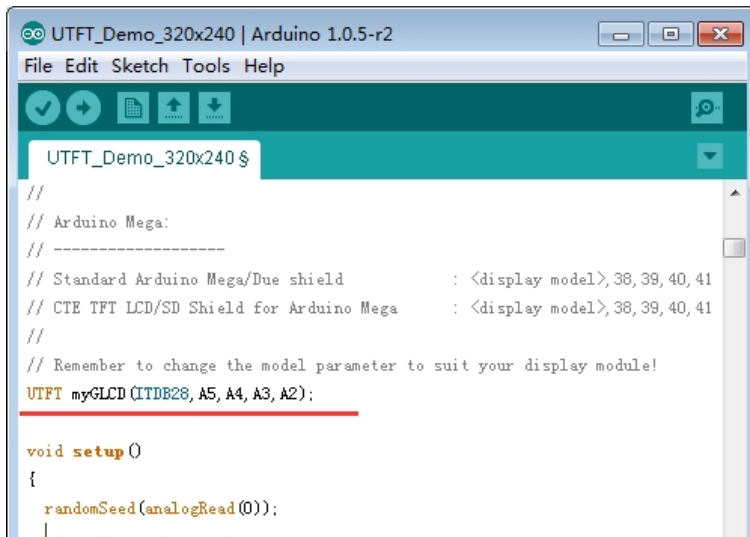 UTFT_Demo_320x240 | Arduino 1.0.5-r2
File Edit Sketch Tools Help
UTFT_Demo_320x240 §
//
// Arduino Mega:
// -------------------
// Standard Arduino Mega/Due shield : <display model>,38,39,40,41
// CTE TFT LCD/SD Shield for Arduino Mega : <display model>,38,39,40,41
//
// Remember to change the model parameter to suit your display module!
UTFT myGLCD(ITDB28,A5,A4,A3,A2);
void setup()
{
randomSeed(analogRead(0));